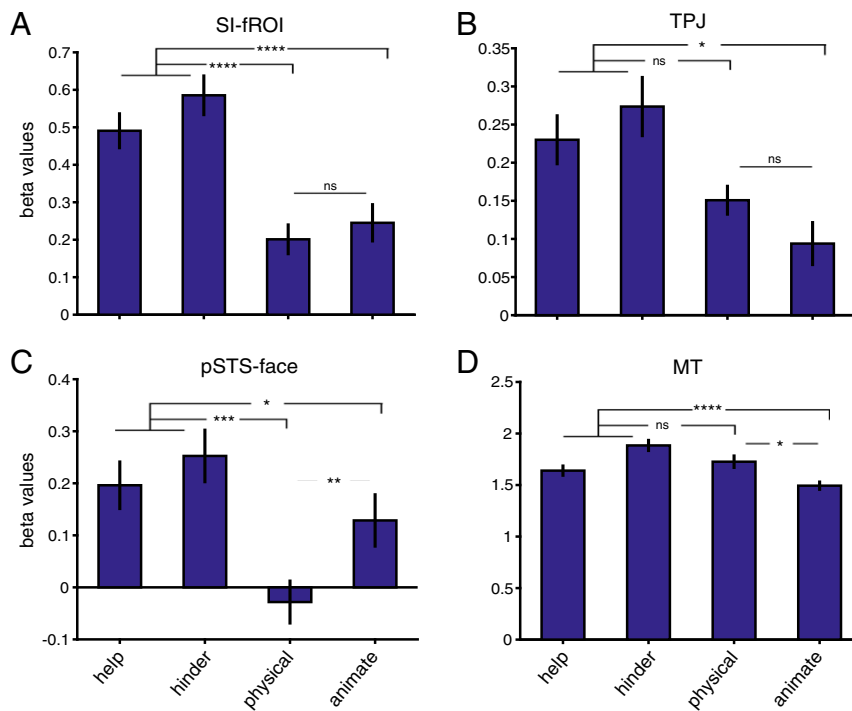 A
SI-fROI
0.7
0.6
0.5
0.4
0.3
0.2
0.1
0
beta values
****
****
ns
B
TPJ
0.35
0.3
0.25
0.2
0.15
0.1
0.05
0
*
ns
ns
C
pSTS-face
0.4
0.3
0.2
0.1
0
-0.1
beta values
*
***
**
help
hinder
physical
animate
D
MT
2.5
2
1.5
1
0.5
0
****
ns
*
help
hinder
physical
animate